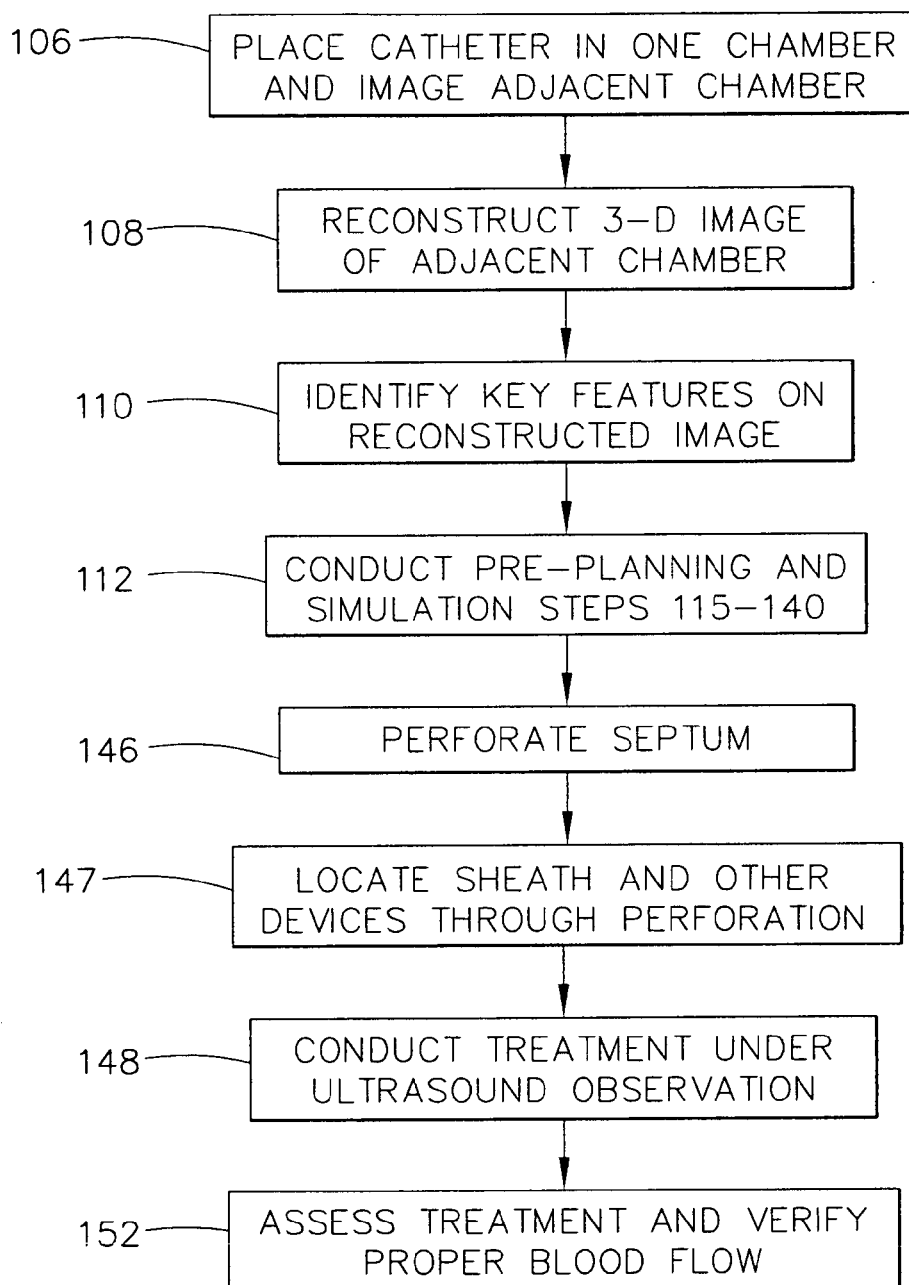 106
PLACE CATHETER IN ONE CHAMBER
AND IMAGE ADJACENT CHAMBER
108
RECONSTRUCT 3-D IMAGE
OF ADJACENT CHAMBER
110
IDENTIFY KEY FEATURES ON
RECONSTRUCTED IMAGE
112
CONDUCT PRE-PLANNING AND
SIMULATION STEPS 115-140
146
PERFORATE SEPTUM
147
LOCATE SHEATH AND OTHER
DEVICES THROUGH PERFORATION
148
CONDUCT TREATMENT UNDER
ULTRASOUND OBSERVATION
152
ASSESS TREATMENT AND VERIFY
PROPER BLOOD FLOW